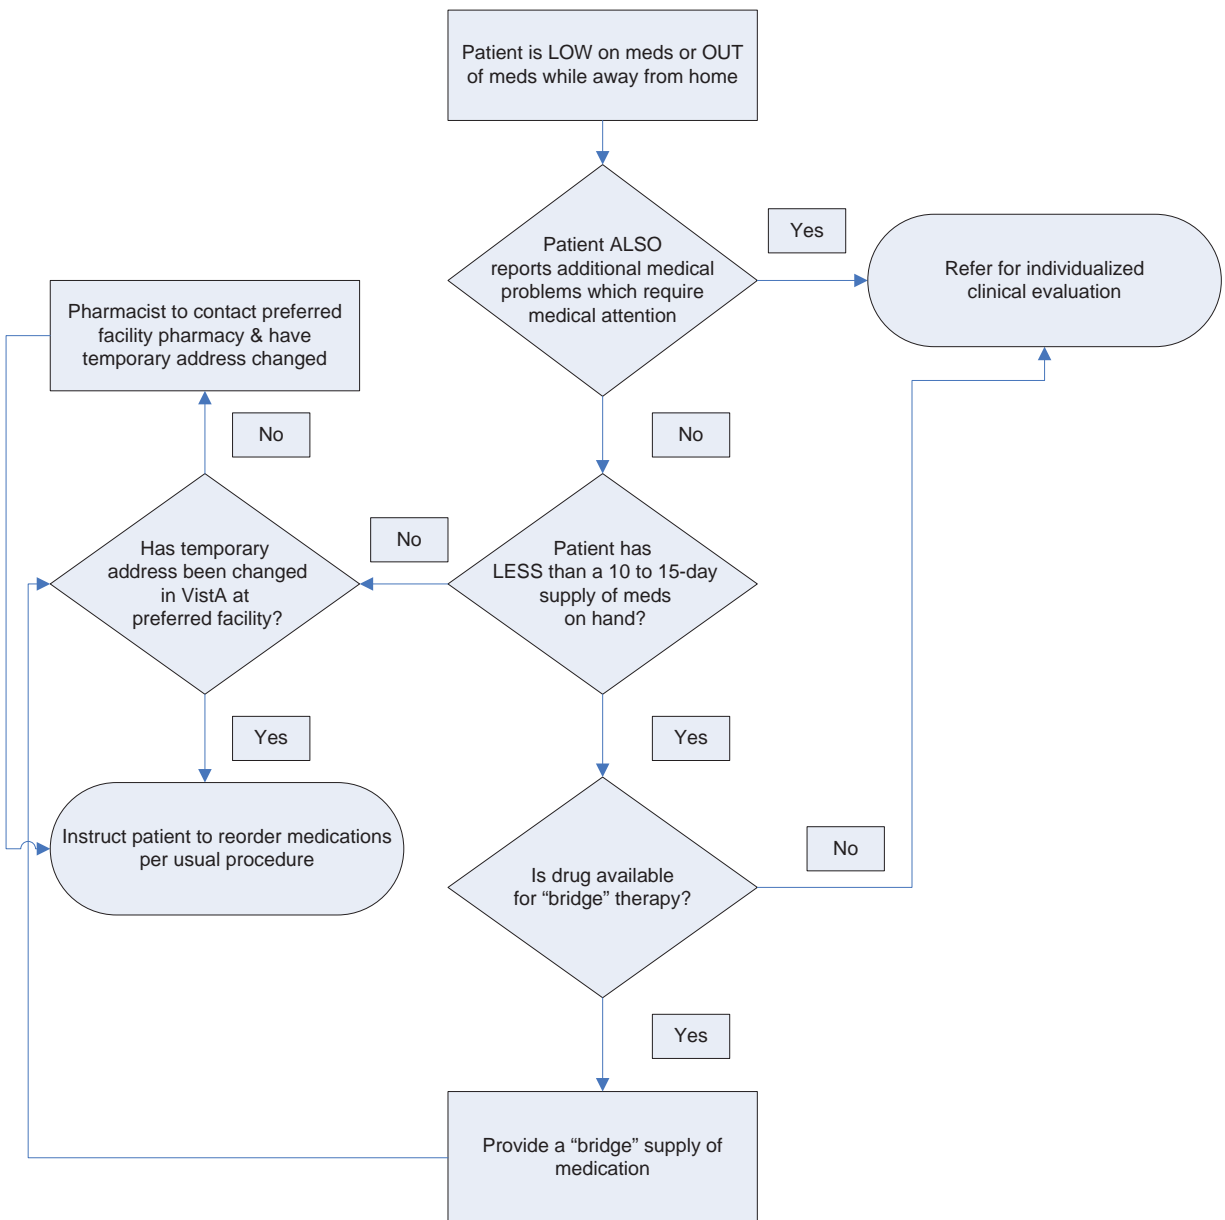 Patient is LOW on meds or OUT
of meds while away from home
Patient ALSO
reports additional medical
problems which require
medical attention
Yes
Refer for individualized
clinical evaluation
Pharmacist to contact preferred
facility pharmacy & have
temporary address changed
No
No
Has temporary
address been changed
in VistA at
preferred facility?
No
Patient has
LESS than a 10 to 15-day
supply of meds
on hand?
Yes
Yes
Instruct patient to reorder medications
per usual procedure
Is drug available
for “bridge” therapy?
No
Yes
Provide a “bridge” supply of
medication